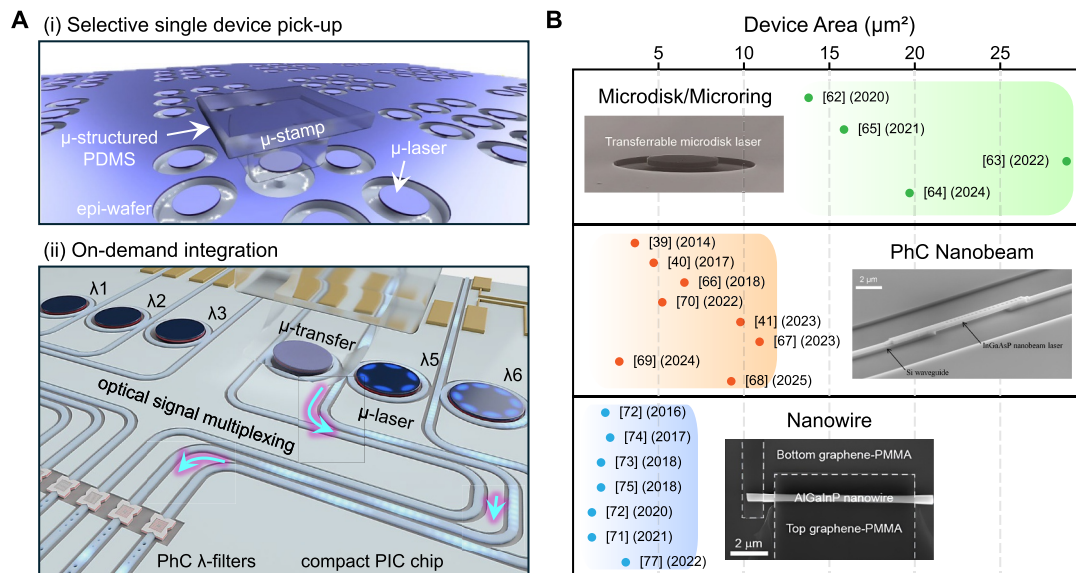 A
(i) Selective single device pick-up
μ-structured
PDMS
μ-stamp
μ-laser
epi-wafer
(ii) On-demand integration
λ1
λ2
λ3
μ-transfer
λ5
λ6
μ-laser
optical signal multiplexing
PhC λ-filters
compact PIC chip
B
Device Area (μm²)
5
10
15
20
25
Microdisk/Microring
Transferrable microdisk laser
[62] (2020)
[65] (2021)
[63] (2022)
[64] (2024)
PhC Nanobeam
[39] (2014)
[40] (2017)
[66] (2018)
[70] (2022)
[41] (2023)
[67] (2023)
[69] (2024)
[68] (2025)
2 μm
InGaAsP nanobeam laser
Si waveguide
Nanowire
[72] (2016)
[74] (2017)
[73] (2018)
[75] (2018)
[72] (2020)
[71] (2021)
[77] (2022)
Bottom graphene-PMMA
AlGaInP nanowire
Top graphene-PMMA
2 μm